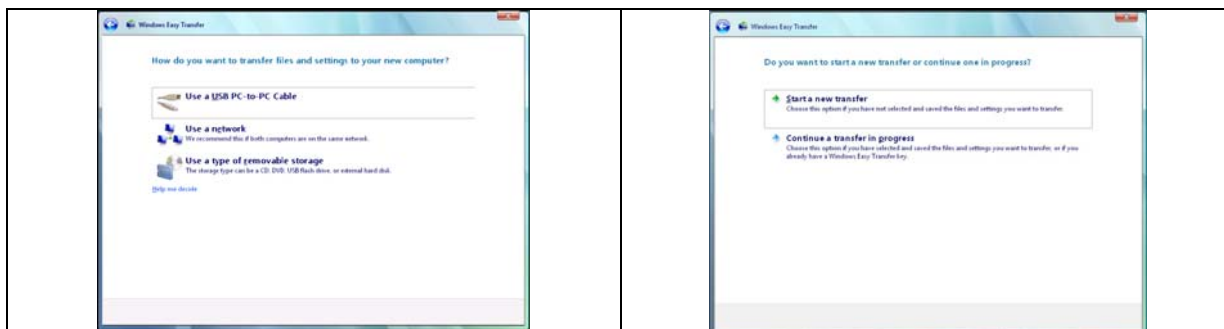 Windows Easy Transfer
How do you want to transfer files and settings to your new computer?
Use a USB PC-to-PC Cable
Use a network
We recommend this if both computers are on the same network.
Use a type of removable storage
The storage type can be a CD, DVD, USB flash drive, or external hard disk.
Help me decide
Windows Easy Transfer
Do you want to start a new transfer or continue one in progress?
Start a new transfer
Choose this option if you have not selected and saved the files and settings you want to transfer.
Continue a transfer in progress
Choose this option if you have selected and saved the files and settings you want to transfer, or if you
already have a Windows Easy Transfer key.